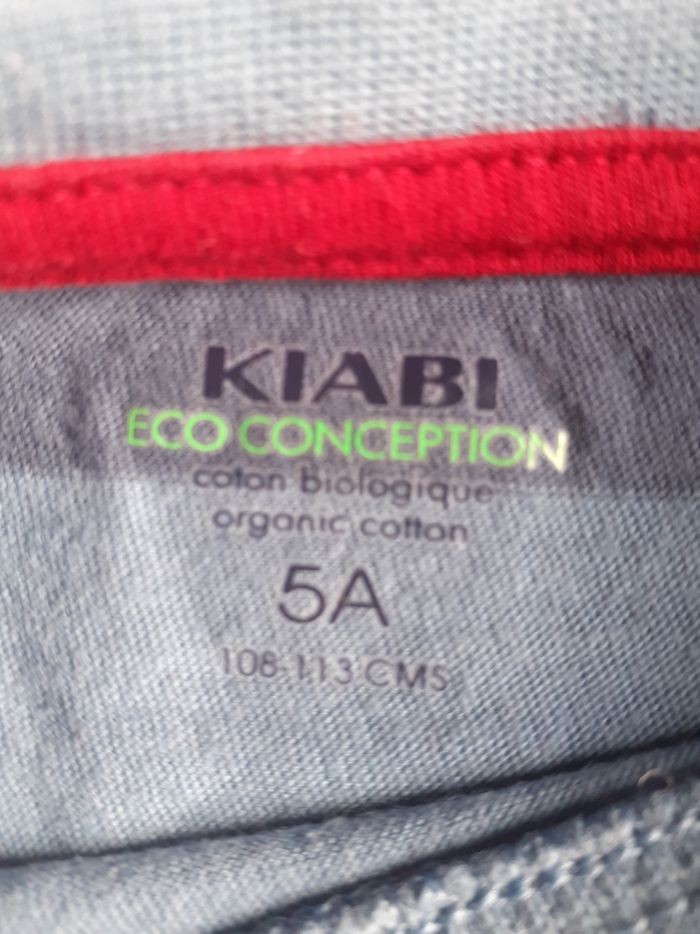 KIABI
ECO CONCEPTION
coton biologique
organic cotton
5A
108-113 CMS